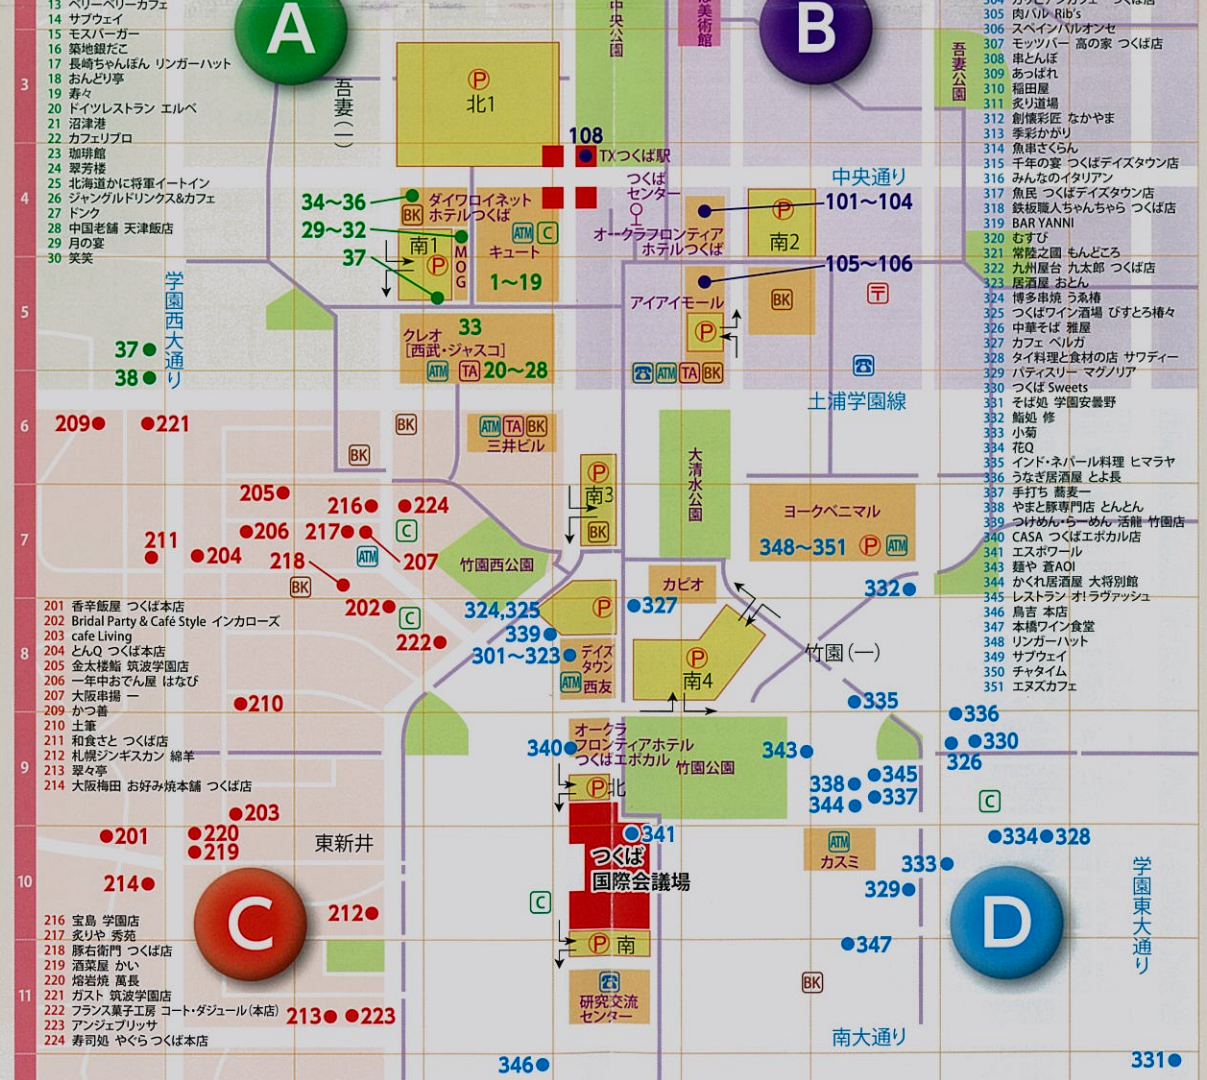 13 ベリーベリーカフェ
14 サブウェイ
15 モスバーガー
16 築地銀だこ
17 長崎ちゃんぽん リンガーハット
18 おんどり亭
19 寿々
20 ドイツレストラン エルベ
21 沼津港
22 カフェリブロ
23 珈琲館
24 翠芳楼
25 北海道かに将軍イートイン
26 ジャングルドリンクス&カフェ
27 ドンク
28 中国老舗 天津飯店
29 月の宴
30 笑笑
A
B
中央公園
美術館
吾妻公園
吾妻(一)
3
4
5
6
7
8
9
10
11
P
北1
108
TXつくば駅
つくば
センター
中央通り
34〜36
BK
ダイワロイネット
ホテルつくば
ATM C
キュート
1〜19
29〜32
南1
P
MOG
37
オークラフロンティア
ホテルつくば
101〜104
P
南2
105〜106
アイアイモール
P
BK
〒
学園西大通り
クレオ
33
[西武・ジャスコ]
ATM TA 20〜28
ATM TA BK
土浦学園線
37
38
209
221
BK
BK
ATM TA BK
三井ビル
P
南3
BK
大清水公園
ヨークベニマル
348〜351 P ATM
205
216
224
206
217
C
211
204
218
ATM
207
BK
竹園西公園
202
C
222
カピオ
332
324,325
P
327
339
301〜323
デイズ
タウン
ATM 西友
P
南4
竹園(一)
335
336
330
326
210
340
オークラ
フロンティアホテル
つくばエポカル
竹園公園
343
345
338
337
344
P北
C
341
つくば
国際会議場
203
201
220
219
東新井
ATM
カスミ
334
328
333
329
214
C
212
C
D
学園東大通り
P 南
347
BK
研究交流
センター
213
223
南大通り
346
331
201 香辛飯屋 つくば本店
202 Bridal Party & Café Style インカローズ
203 cafe Living
204 とんQ つくば本店
205 金太楼鮨 筑波学園店
206 一年中おでん屋 はなび
207 大阪串揚 一
209 かつ善
210 土筆
211 和食さと つくば店
212 札幌ジンギスカン 綿羊
213 翠々亭
214 大阪梅田 お好み焼本舗 つくば店
216 宝島 学園店
217 炙りや 秀苑
218 豚右衛門 つくば店
219 酒菜屋 かい
220 熔岩焼 萬長
221 ガスト 筑波学園店
222 フランス菓子工房 コート・ダジュール(本店)
223 アンジェブリッサ
224 寿司処 やぐら つくば本店
305 肉バル Rib's
306 スペインバルオンセ
307 モッツバー 高の家 つくば店
308 串とんぼ
309 あっぱれ
310 稲田屋
311 炙り道場
312 創懐彩匠 なかやま
313 季彩かがり
314 魚串さくらん
315 千年の宴 つくばデイズタウン店
316 みんなのイタリアン
317 魚民 つくばデイズタウン店
318 鉄板職人ちゃんちゃら つくば店
319 BAR YANNI
320 むすび
321 常陸之國 もんどころ
322 九州屋台 九太郎 つくば店
323 居酒屋 おとん
324 博多串焼 うゑ椿
325 つくばワイン酒場 びすとろ椿々
326 中華そば 雅屋
327 カフェ ベルガ
328 タイ料理と食材の店 サワディー
329 パティスリー マグノリア
330 つくば Sweets
331 そば処 学園安曇野
332 鮨処 修
333 小菊
334 花Q
335 インド・ネパール料理 ヒマラヤ
336 うなぎ居酒屋 とよ長
337 手打ち 蕎麦一
338 やまと豚専門店 とんとん
339 つけめん・らーめん 活龍 竹園店
340 CASA つくばエポカル店
341 エスポワール
343 麺や 蒼AOI
344 かくれ居酒屋 大将別館
345 レストラン オ!ラヴァッシュ
346 鳥吉 本店
347 本橋ワイン食堂
348 リンガーハット
349 サブウェイ
350 チャタイム
351 エヌズカフェ